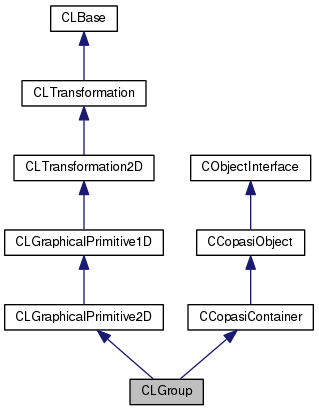 CLBase
CLTransformation
CLTransformation2D
CObjectInterface
CLGraphicalPrimitive1D
CCopasiObject
CLGraphicalPrimitive2D
CCopasiContainer
CLGroup